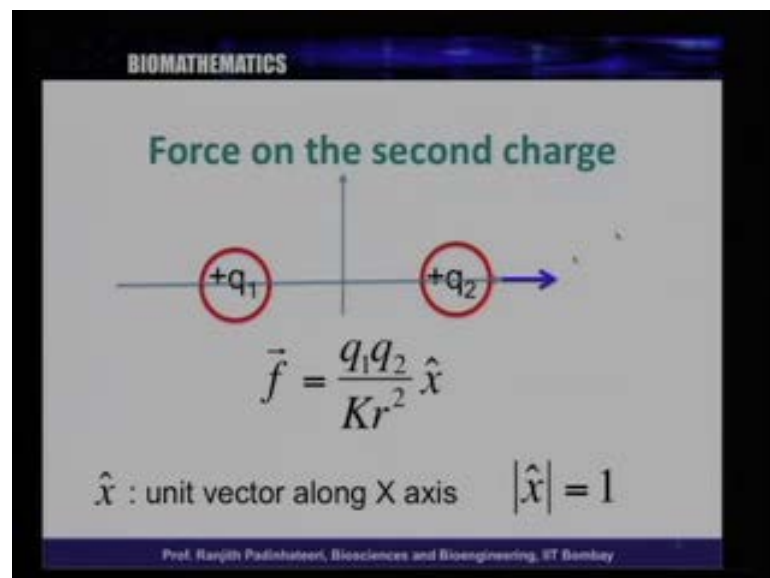 BIOMATHEMATICS
Force on the second charge
+q₁ +q₂
f⃗ = q₁q₂ / Kr² x̂
x̂ : unit vector along X axis |x̂| = 1
Prof. Ranjith Padinhateeri, Biosciences and Bioengineering, IIT Bombay